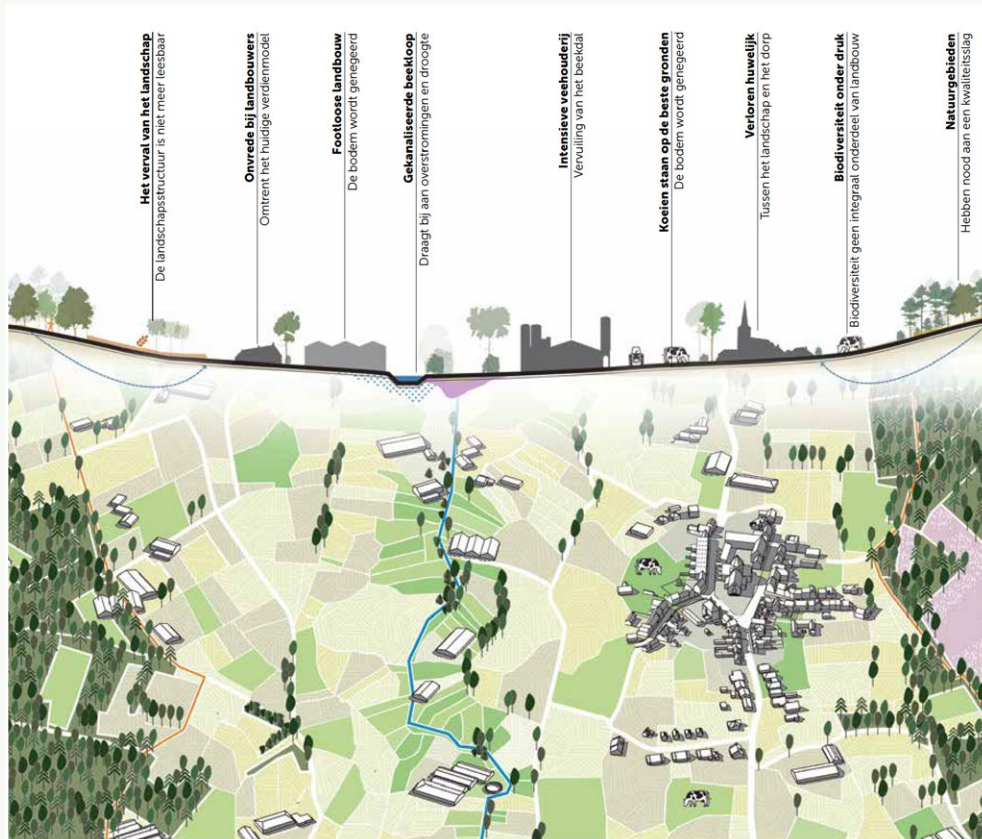 Het verval van het landschap
De landschapsstructuur is niet meer leesbaar
Onvrede bij landbouwers
Omtrent het huidige verdienmodel
Footloose landbouw
De bodem wordt genegeerd
Gekanaliseerde beekloop
Draagt bij aan overstromingen en droogte
Intensieve veehouderij
Vervuiling van het beekdal
Koeien staan op de beste gronden
De bodem wordt genegeerd
Verloren huwelijk
Tussen het landschap en het dorp
Biodiversiteit onder druk
Biodiversiteit geen integraal onderdeel van landbouw
Natuurgebieden
Hebben nood aan een kwaliteitsslag